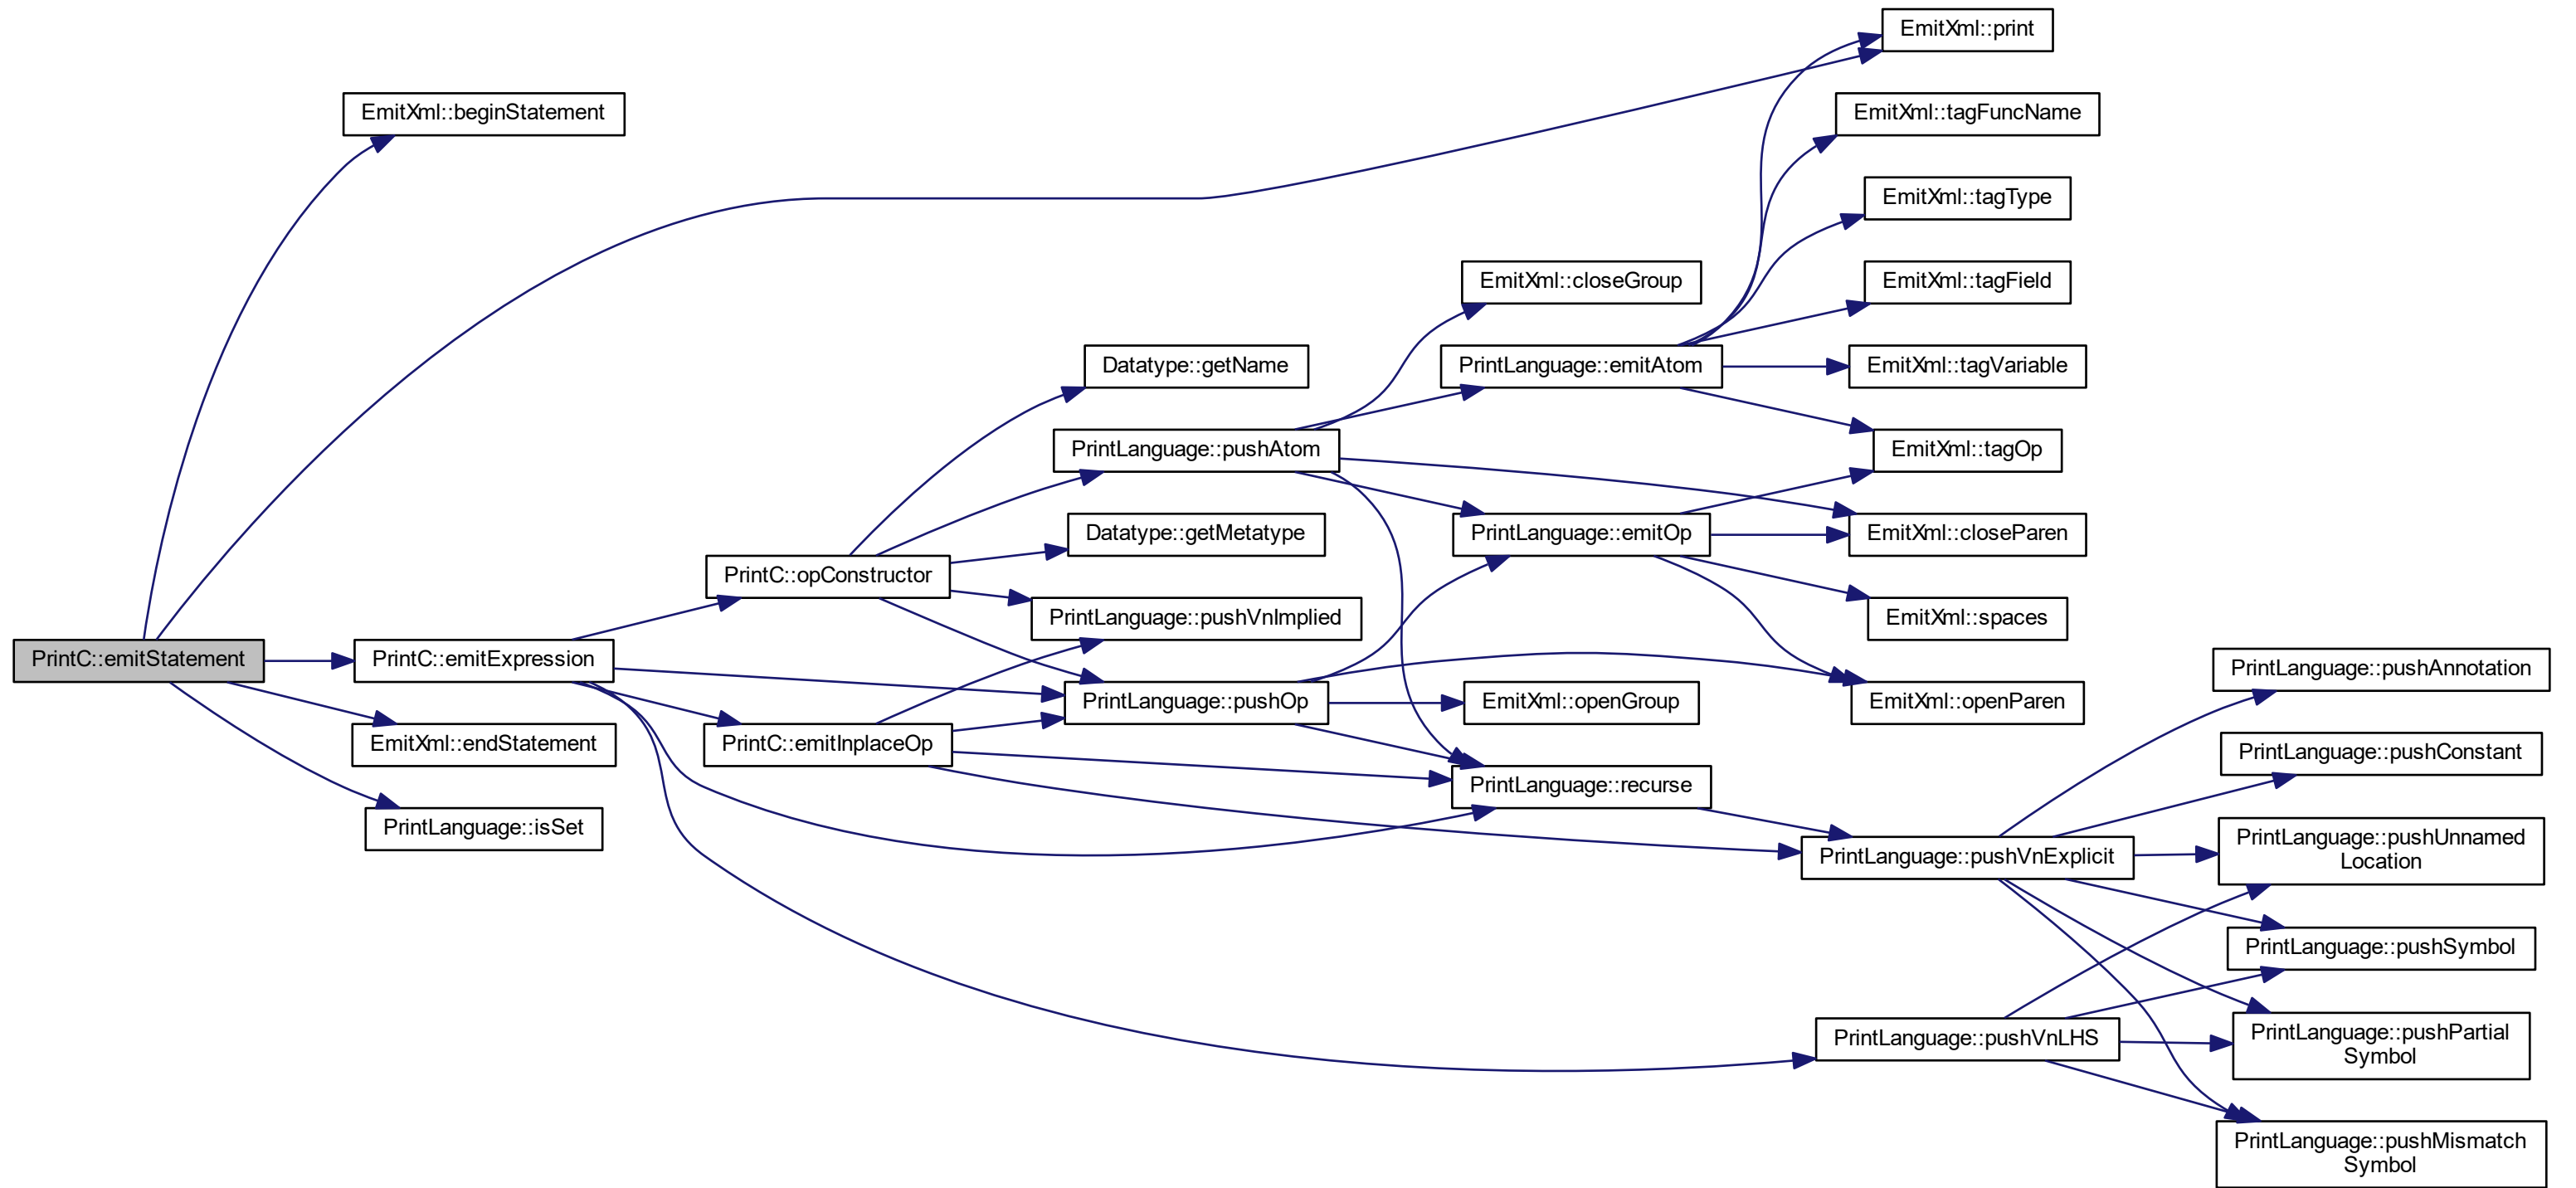 EmitXml::print
EmitXml::beginStatement
EmitXml::tagFuncName
EmitXml::tagType
EmitXml::closeGroup
EmitXml::tagField
Datatype::getName
PrintLanguage::emitAtom
EmitXml::tagVariable
PrintLanguage::pushAtom
EmitXml::tagOp
Datatype::getMetatype
PrintLanguage::emitOp
EmitXml::closeParen
PrintC::opConstructor
PrintLanguage::pushVnImplied
EmitXml::spaces
PrintC::emitStatement
PrintC::emitExpression
PrintLanguage::pushAnnotation
PrintLanguage::pushOp
EmitXml::openGroup
EmitXml::openParen
EmitXml::endStatement
PrintC::emitInplaceOp
PrintLanguage::pushConstant
PrintLanguage::recurse
PrintLanguage::isSet
PrintLanguage::pushVnExplicit
PrintLanguage::pushUnnamed
Location
PrintLanguage::pushSymbol
PrintLanguage::pushVnLHS
PrintLanguage::pushPartial
Symbol
PrintLanguage::pushMismatch
Symbol